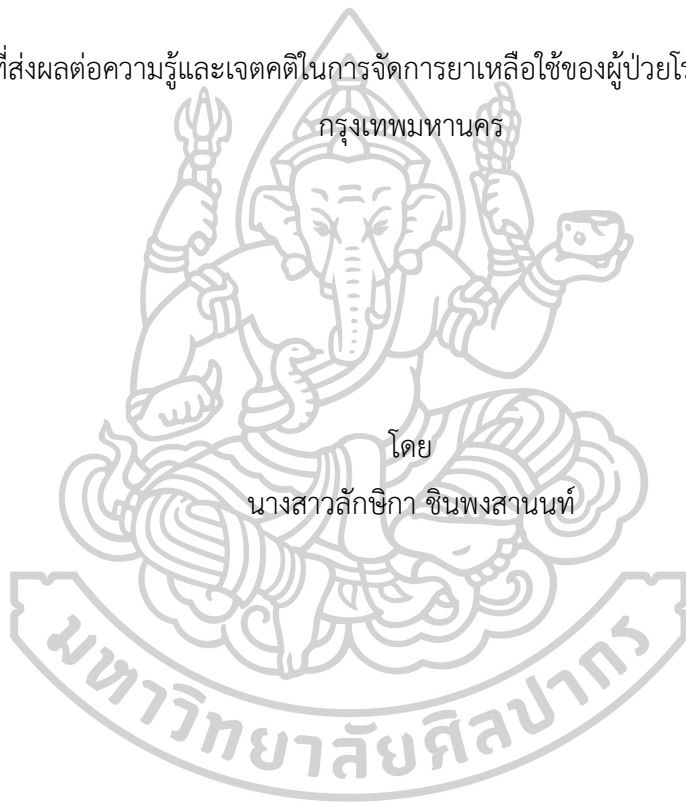 ที่ส่งผลต่อความรู้และเจตคติในการจัดการยาเหลือใช้ของผู้ป่วยโร
กรุงเทพมหานคร
โดย
นางสาวลักษิกา ชินพงสานนท์
มหาวิทยาลัยศิลปากร